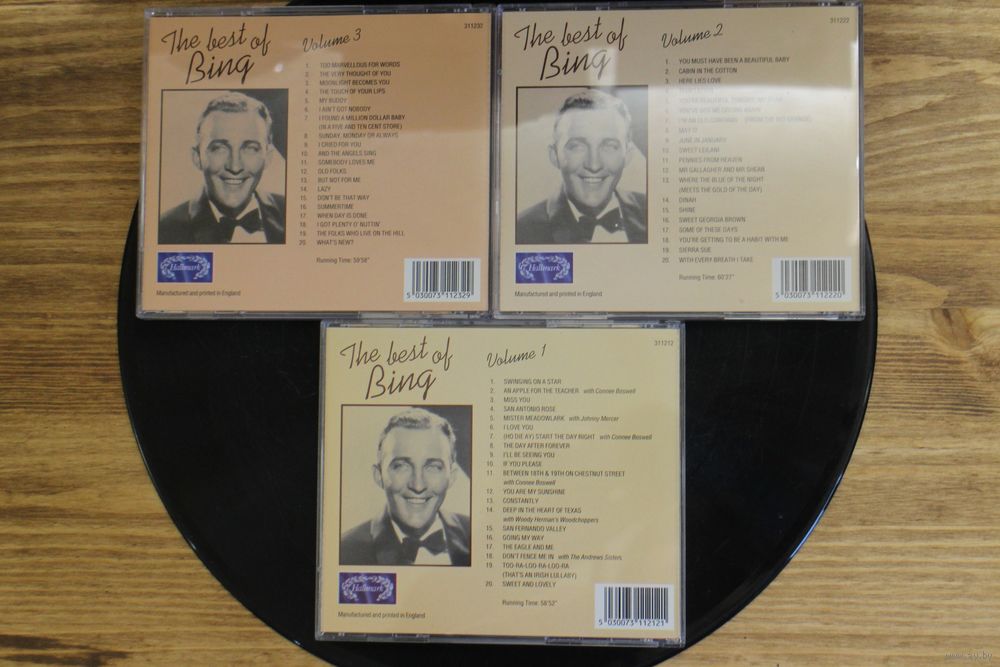 The best of
Bing
Volume 3
311232
1. TOO MARVELLOUS FOR WORDS
2. THE VERY THOUGHT OF YOU
3. MOONLIGHT BECOMES YOU
4. THE TOUCH OF YOUR LIPS
5. MY BUDDY
6. I AIN'T GOT NOBODY
7. I FOUND A MILLION DOLLAR BABY
(IN A FIVE AND TEN CENT STORE)
8. SUNDAY, MONDAY OR ALWAYS
9. I CRIED FOR YOU
10. AND THE ANGELS SING
11. SOMEBODY LOVES ME
12. OLD FOLKS
13. BUT NOT FOR ME
14. LAZY
15. DON'T BE THAT WAY
16. SUMMERTIME
17. WHEN DAY IS DONE
18. I GOT PLENTY O' NUTTIN'
19. THE FOLKS WHO LIVE ON THE HILL
20. WHAT'S NEW?
Running Time: 59'58"
Hallmark
Manufactured and printed in England
5 030073 112329
The best of
Bing
Volume 2
311222
1. YOU MUST HAVE BEEN A BEAUTIFUL BABY
2. CABIN IN THE COTTON
3. HERE LIES LOVE
8. MAY I?
9. JUNE IN JANUARY
10. SWEET LEILANI
11. PENNIES FROM HEAVEN
12. MR GALLAGHER AND MR SHEAN
13. WHERE THE BLUE OF THE NIGHT
(MEETS THE GOLD OF THE DAY)
14. DINAH
15. SHINE
16. SWEET GEORGIA BROWN
17. SOME OF THESE DAYS
18. YOU'RE GETTING TO BE A HABIT WITH ME
19. SIERRA SUE
20. WITH EVERY BREATH I TAKE
Running Time: 60'37"
Hallmark
Manufactured and printed in England
5 030073 112220
The best of
Bing
Volume 1
311212
1. SWINGING ON A STAR
2. AN APPLE FOR THE TEACHER with Connee Boswell
3. MISS YOU
4. SAN ANTONIO ROSE
5. MISTER MEADOWLARK with Johnny Mercer
6. I LOVE YOU
7. (HO DIE AY) START THE DAY RIGHT with Connee Boswell
8. THE DAY AFTER FOREVER
9. I'LL BE SEEING YOU
10. IF YOU PLEASE
11. BETWEEN 18TH & 19TH ON CHESTNUT STREET
with Connee Boswell
12. YOU ARE MY SUNSHINE
13. CONSTANTLY
14. DEEP IN THE HEART OF TEXAS
with Woody Herman's Woodchoppers
15. SAN FERNANDO VALLEY
16. GOING MY WAY
17. THE EAGLE AND ME
18. DON'T FENCE ME IN with The Andrews Sisters
19. TOO-RA-LOO-RA-LOO-RA
(THAT'S AN IRISH LULLABY)
20. SWEET AND LOVELY
Running Time: 58'52"
Hallmark
Manufactured and printed in England
5 030073 112121